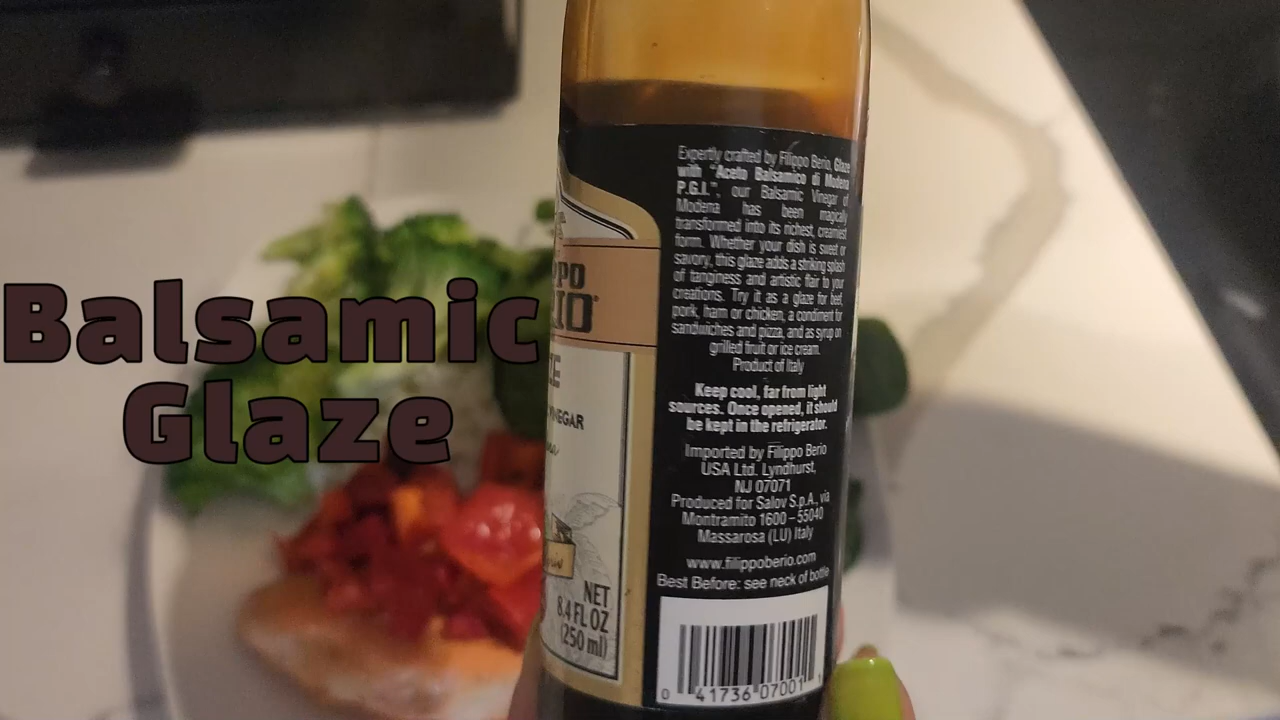 Balsamic
Glaze
Expertly crafted by Filippo Berio, Glaze
with "Aceto Balsamico di Modena
P.G.I.", our Balsamic Vinegar of
Modena has been magically
transformed into its richest, creamiest
form. Whether your dish is sweet or
savory, this glaze adds a striking splash
of tanginess and artistic flair to your
creations. Try it as a glaze for beef,
pork, ham or chicken, a condiment for
sandwiches and pizza, and as syrup on
grilled fruit or ice cream.
Product of Italy
Keep cool, far from light
sources. Once opened, it should
be kept in the refrigerator.
Imported by Filippo Berio
USA Ltd. Lyndhurst,
NJ 07071
Produced for Salov S.p.A., via
Montramito 1600 – 55040
Massarosa (LU) Italy
www.filippoberio.com
Best Before: see neck of bottle
0 41736 07001 1
PPO
IO
ZE
VINEGAR
NET
8.4 FL OZ
(250 ml)